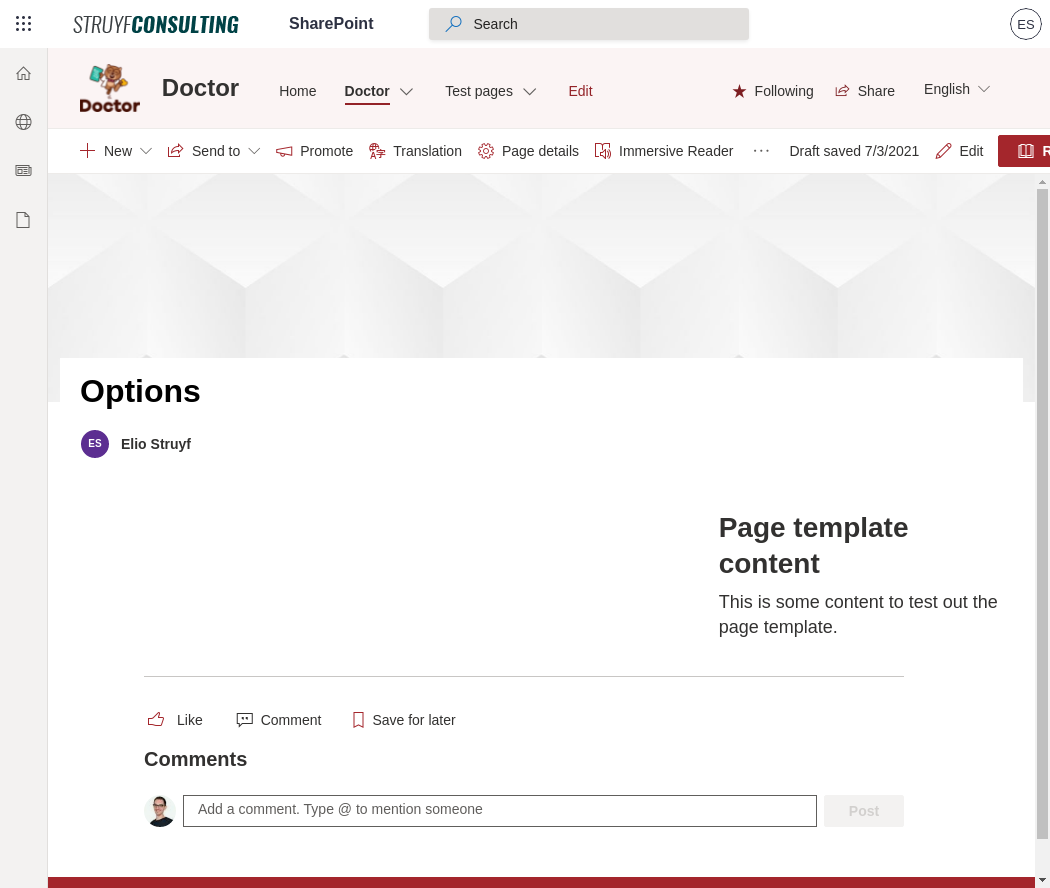 STRUYFCONSULTING
SharePoint
Search
ES
Doctor
Doctor
Home
Doctor
Test pages
Edit
Following
Share
English
New
Send to
Promote
Translation
Page details
Immersive Reader
Draft saved 7/3/2021
Edit
Options
ES
Elio Struyf
Page template
content
This is some content to test out the
page template.
Like
Comment
Save for later
Comments
Add a comment. Type @ to mention someone
Post